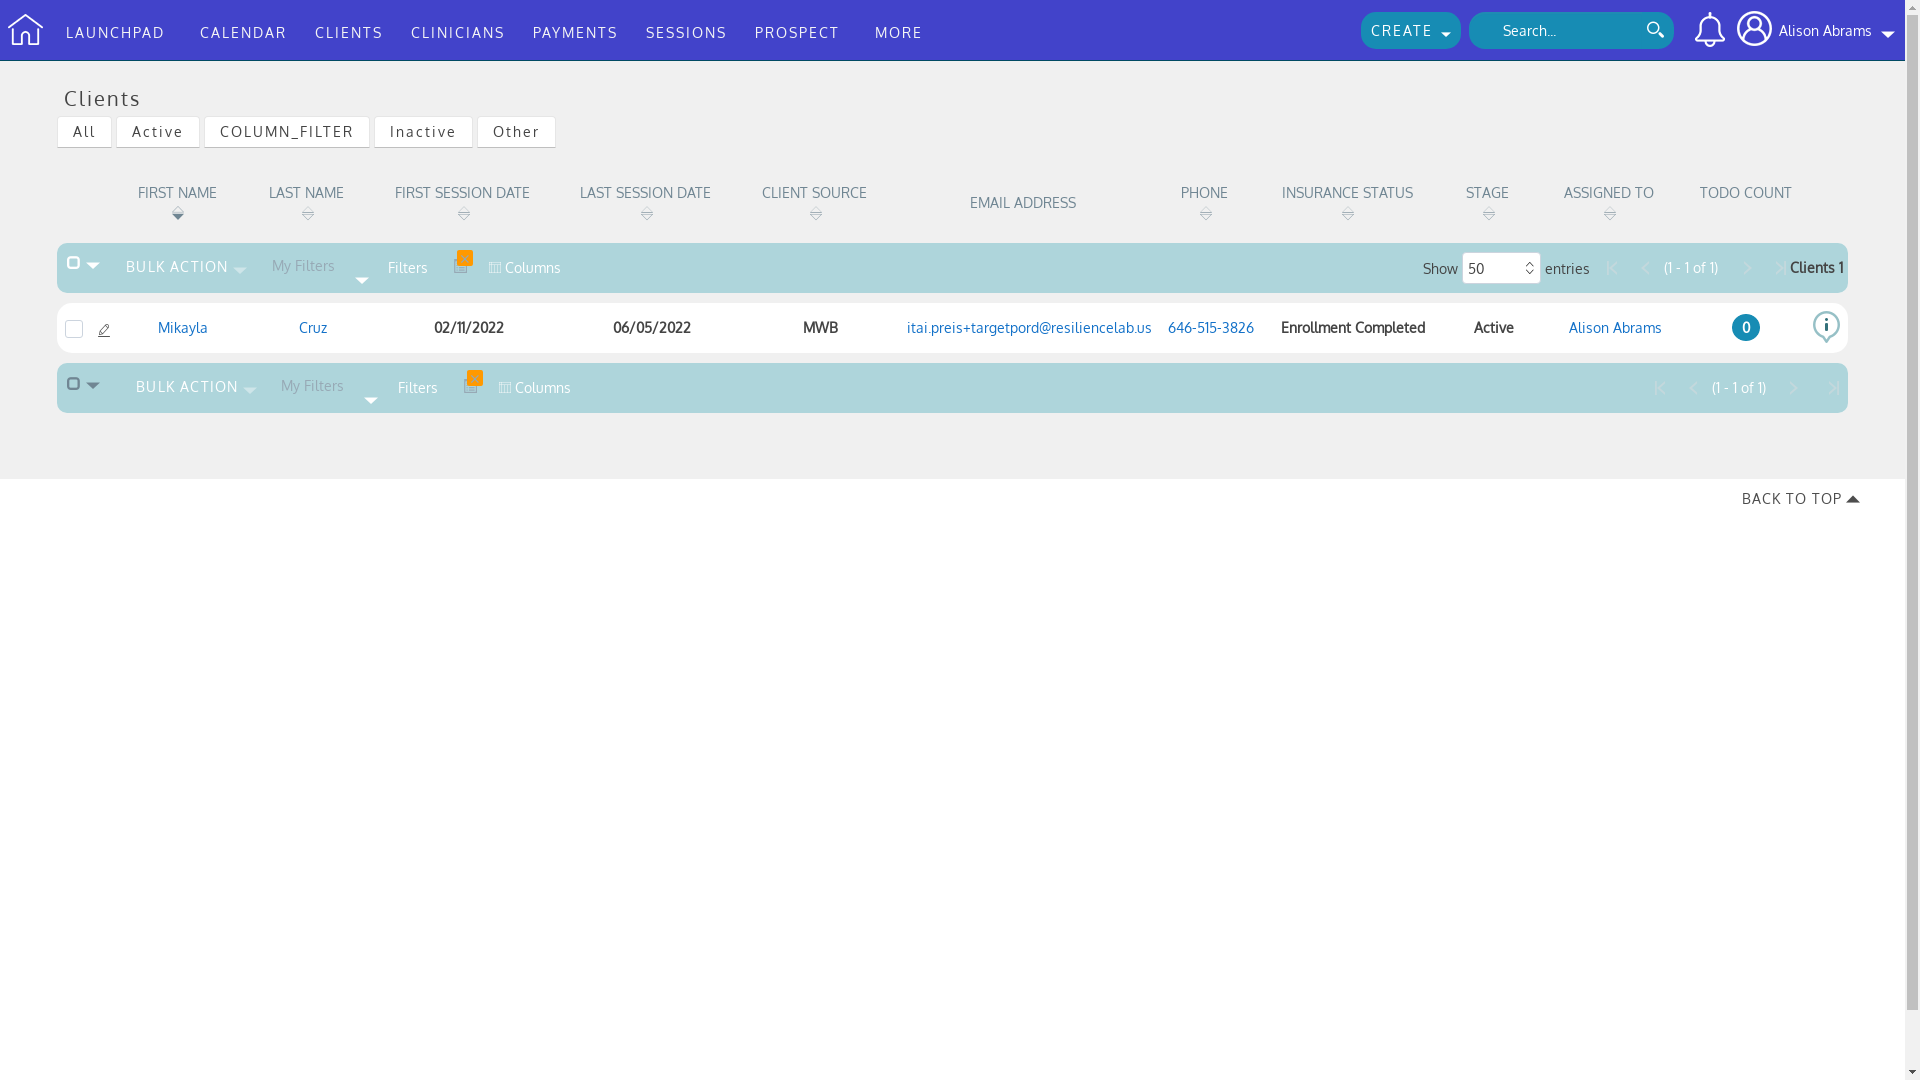 LAUNCHPAD CALENDAR CLIENTS CLINICIANS PAYMENTS SESSIONS PROSPECT MORE CREATE Search... Alison Abrams
Clients
All Active COLUMN_FILTER Inactive Other
FIRST NAME LAST NAME FIRST SESSION DATE LAST SESSION DATE CLIENT SOURCE EMAIL ADDRESS PHONE INSURANCE STATUS STAGE ASSIGNED TO TODO COUNT
BULK ACTION My Filters Filters Columns Show 50 entries (1 - 1 of 1) Clients 1
Mikayla Cruz 02/11/2022 06/05/2022 MWB itai.preis+targetpord@resiliencelab.us 646-515-3826 Enrollment Completed Active Alison Abrams 0
BULK ACTION My Filters Filters Columns (1 - 1 of 1)
BACK TO TOP